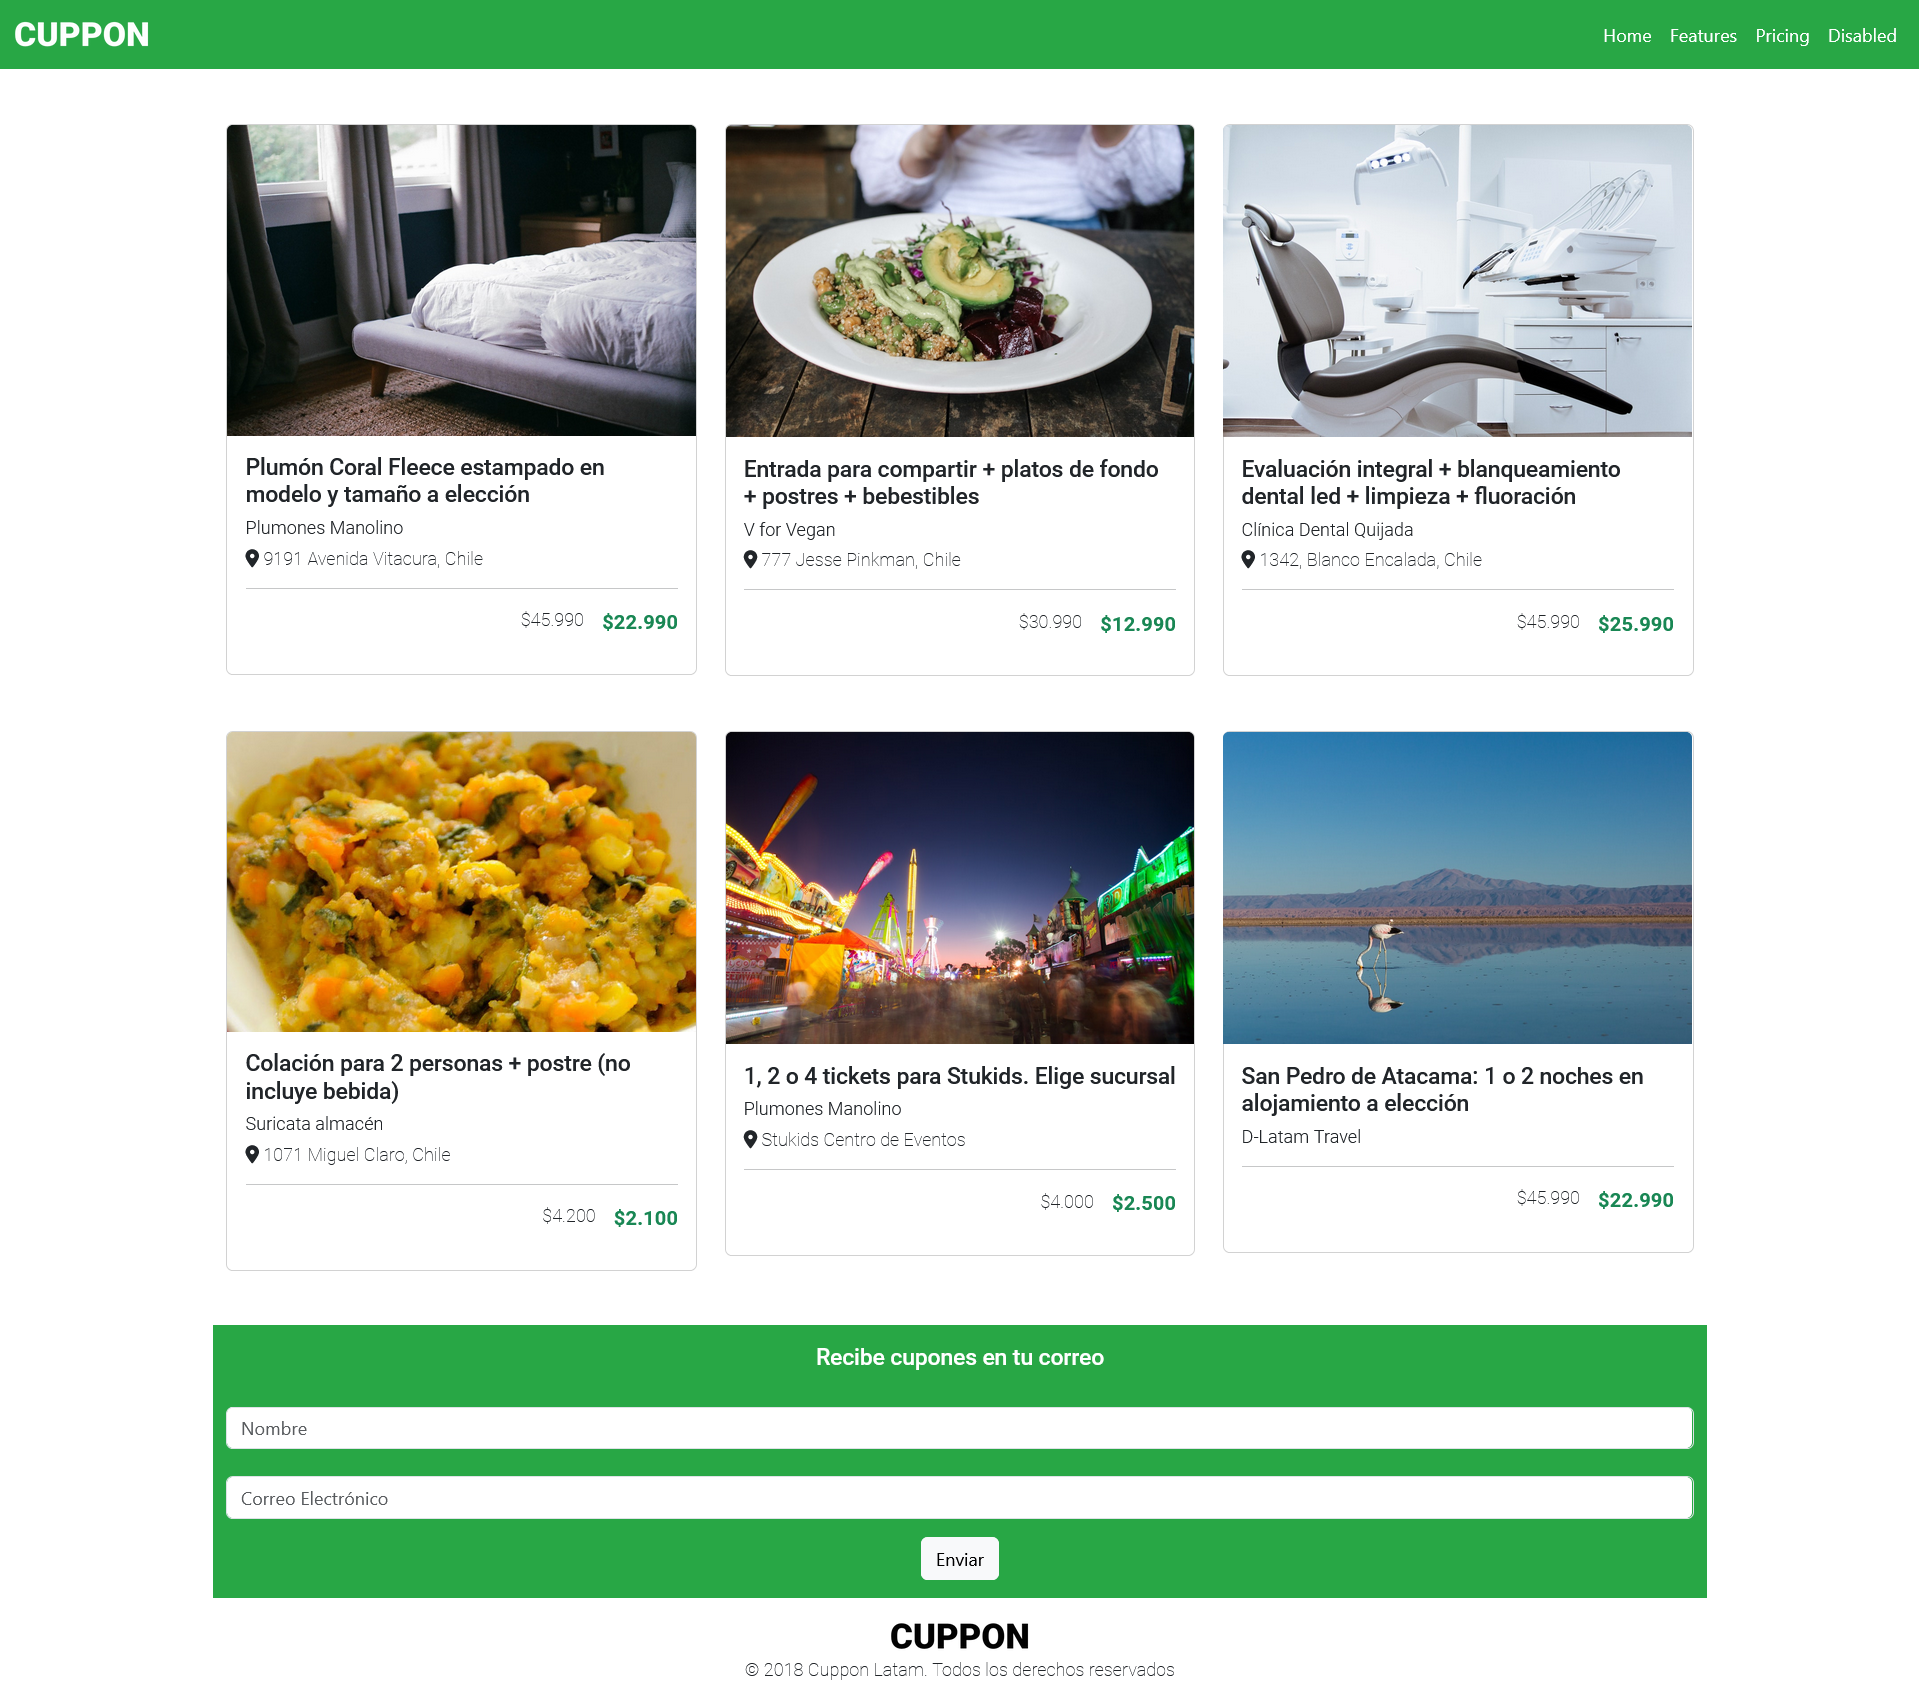 CUPPON
Home Features Pricing Disabled
Plumón Coral Fleece estampado en
modelo y tamaño a elección
Plumones Manolino
9191 Avenida Vitacura, Chile
$45.990 $22.990
Entrada para compartir + platos de fondo
+ postres + bebestibles
V for Vegan
777 Jesse Pinkman, Chile
$30.990 $12.990
Evaluación integral + blanqueamiento
dental led + limpieza + fluoración
Clínica Dental Quijada
1342, Blanco Encalada, Chile
$45.990 $25.990
Colación para 2 personas + postre (no
incluye bebida)
Suricata almacén
1071 Miguel Claro, Chile
$4.200 $2.100
1, 2 o 4 tickets para Stukids. Elige sucursal
Plumones Manolino
Stukids Centro de Eventos
$4.000 $2.500
San Pedro de Atacama: 1 o 2 noches en
alojamiento a elección
D-Latam Travel
$45.990 $22.990
Recibe cupones en tu correo
Nombre
Correo Electrónico
Enviar
CUPPON
© 2018 Cuppon Latam. Todos los derechos reservados